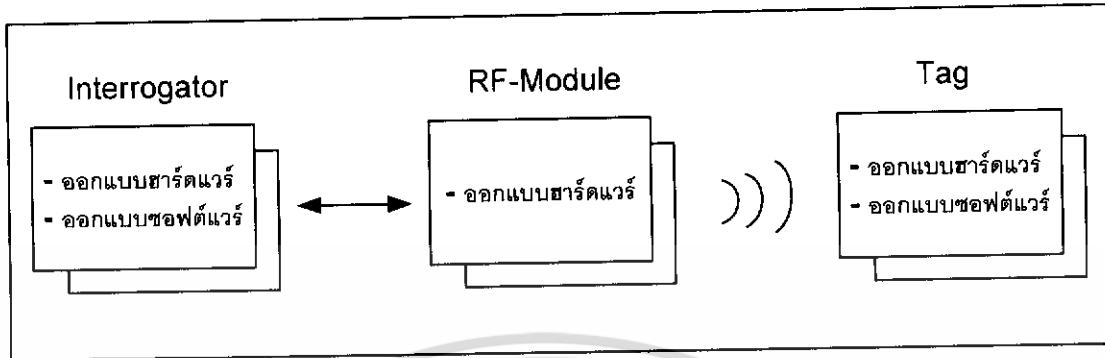 Interrogator
- ออกแบบฮาร์ดแวร์
- ออกแบบซอฟต์แวร์
RF-Module
- ออกแบบฮาร์ดแวร์
Tag
- ออกแบบฮาร์ดแวร์
- ออกแบบซอฟต์แวร์